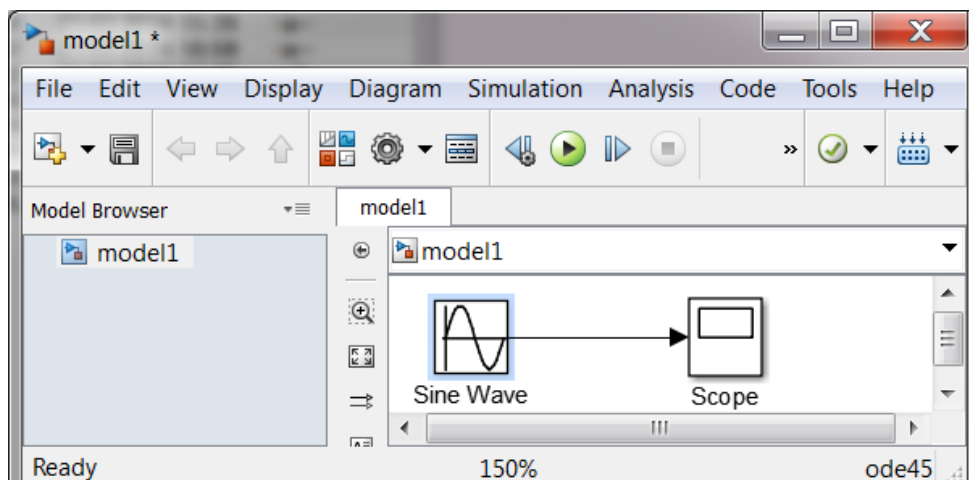 model1 *
File Edit View Display Diagram Simulation Analysis Code Tools Help
»
Model Browser
model1
model1
model1
Sine Wave
Scope
Ready
150%
ode45